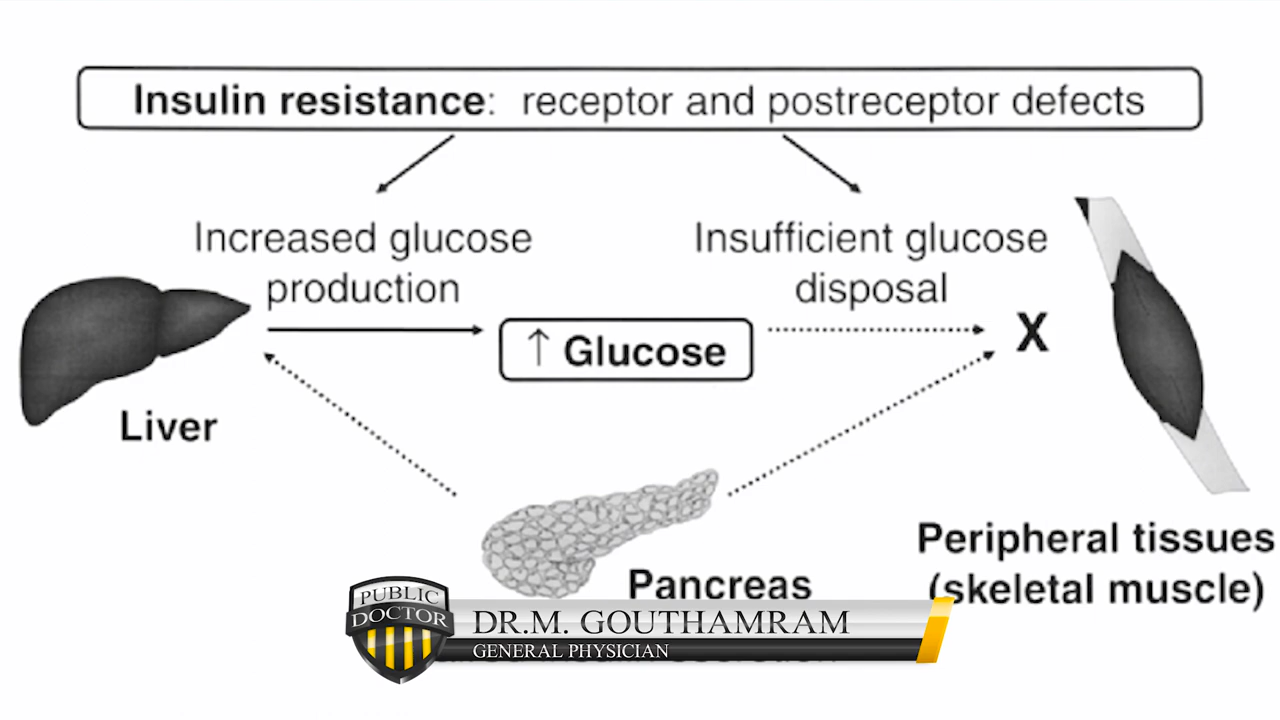 Insulin resistance: receptor and postreceptor defects
Increased glucose
production
Insufficient glucose
disposal
↑ Glucose
X
Liver
Pancreas
Peripheral tissues
(skeletal muscle)
PUBLIC
DOCTOR
DR.M. GOUTHAMRAM
GENERAL PHYSICIAN